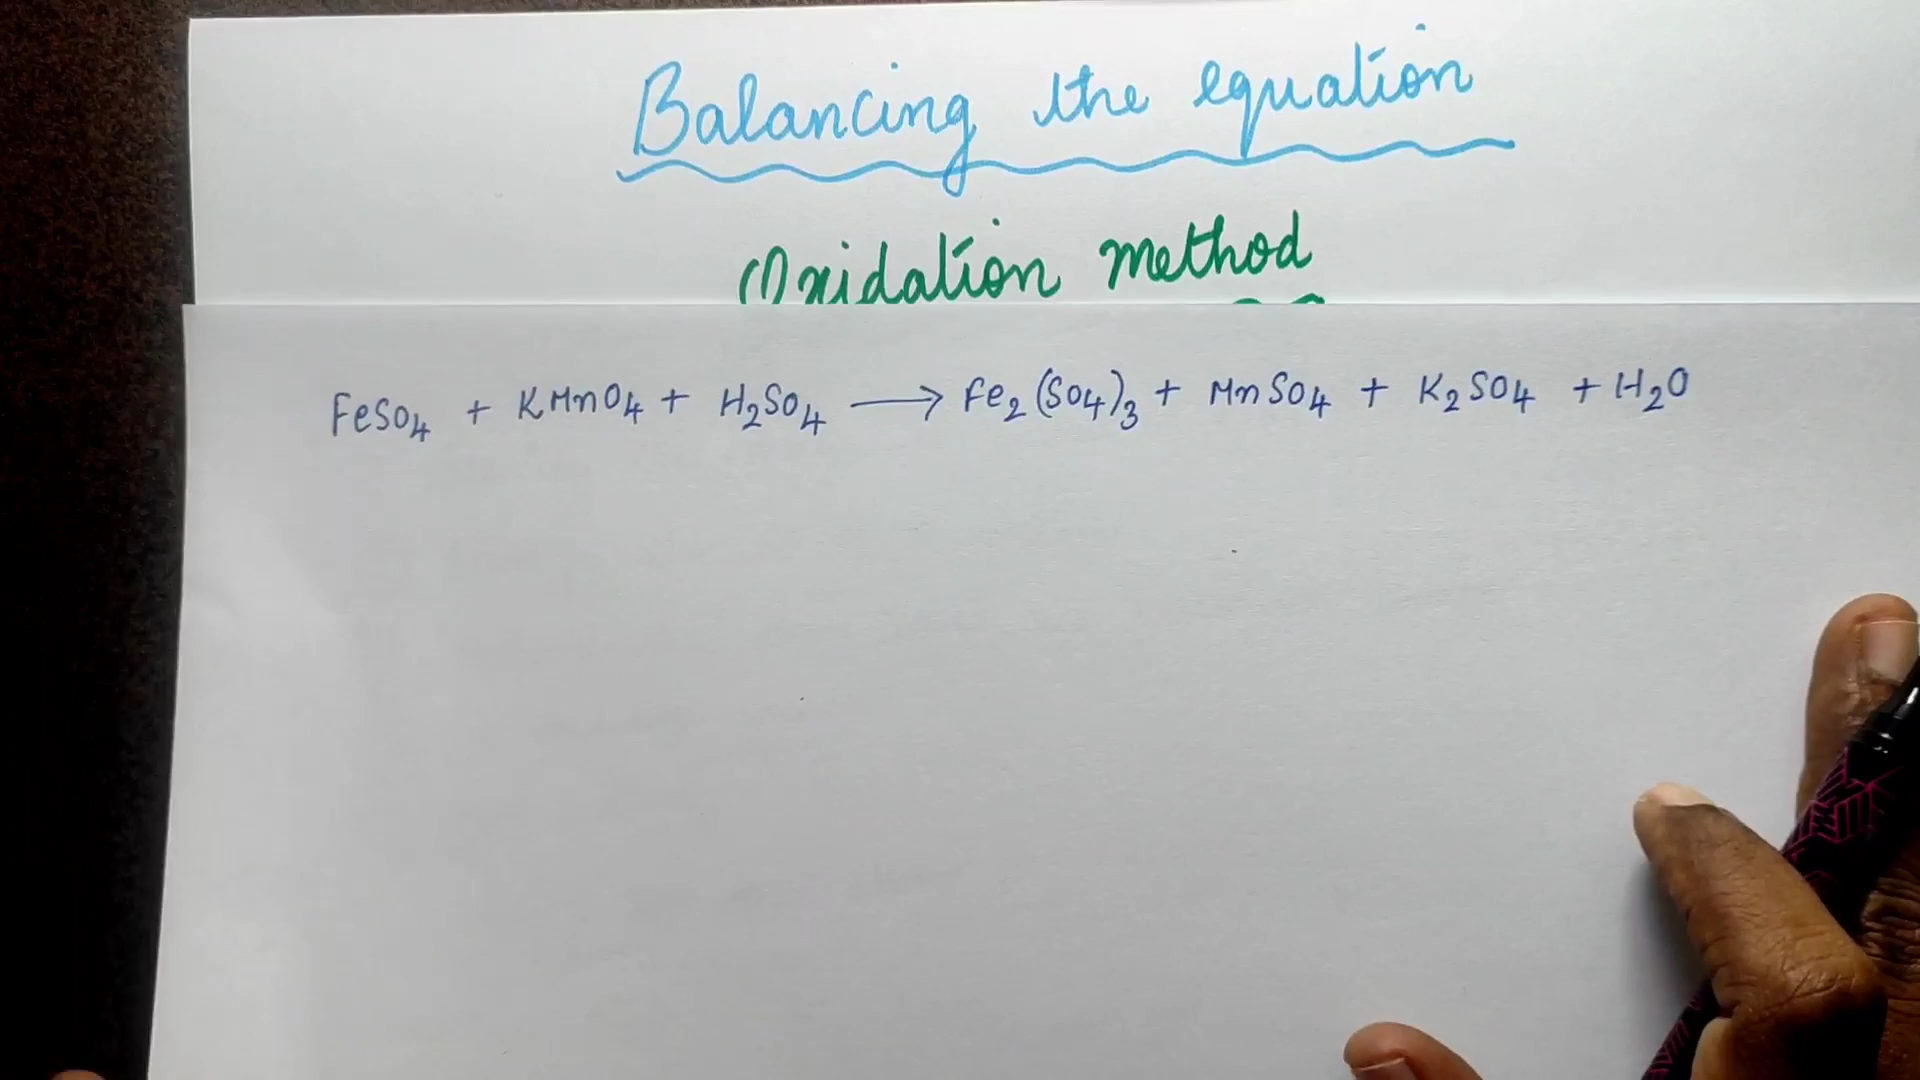 Balancing the equation
Oxidation method
FeSO4 + KMnO4 + H2SO4 ⟶ Fe2(SO4)3 + MnSO4 + K2SO4 + H2O